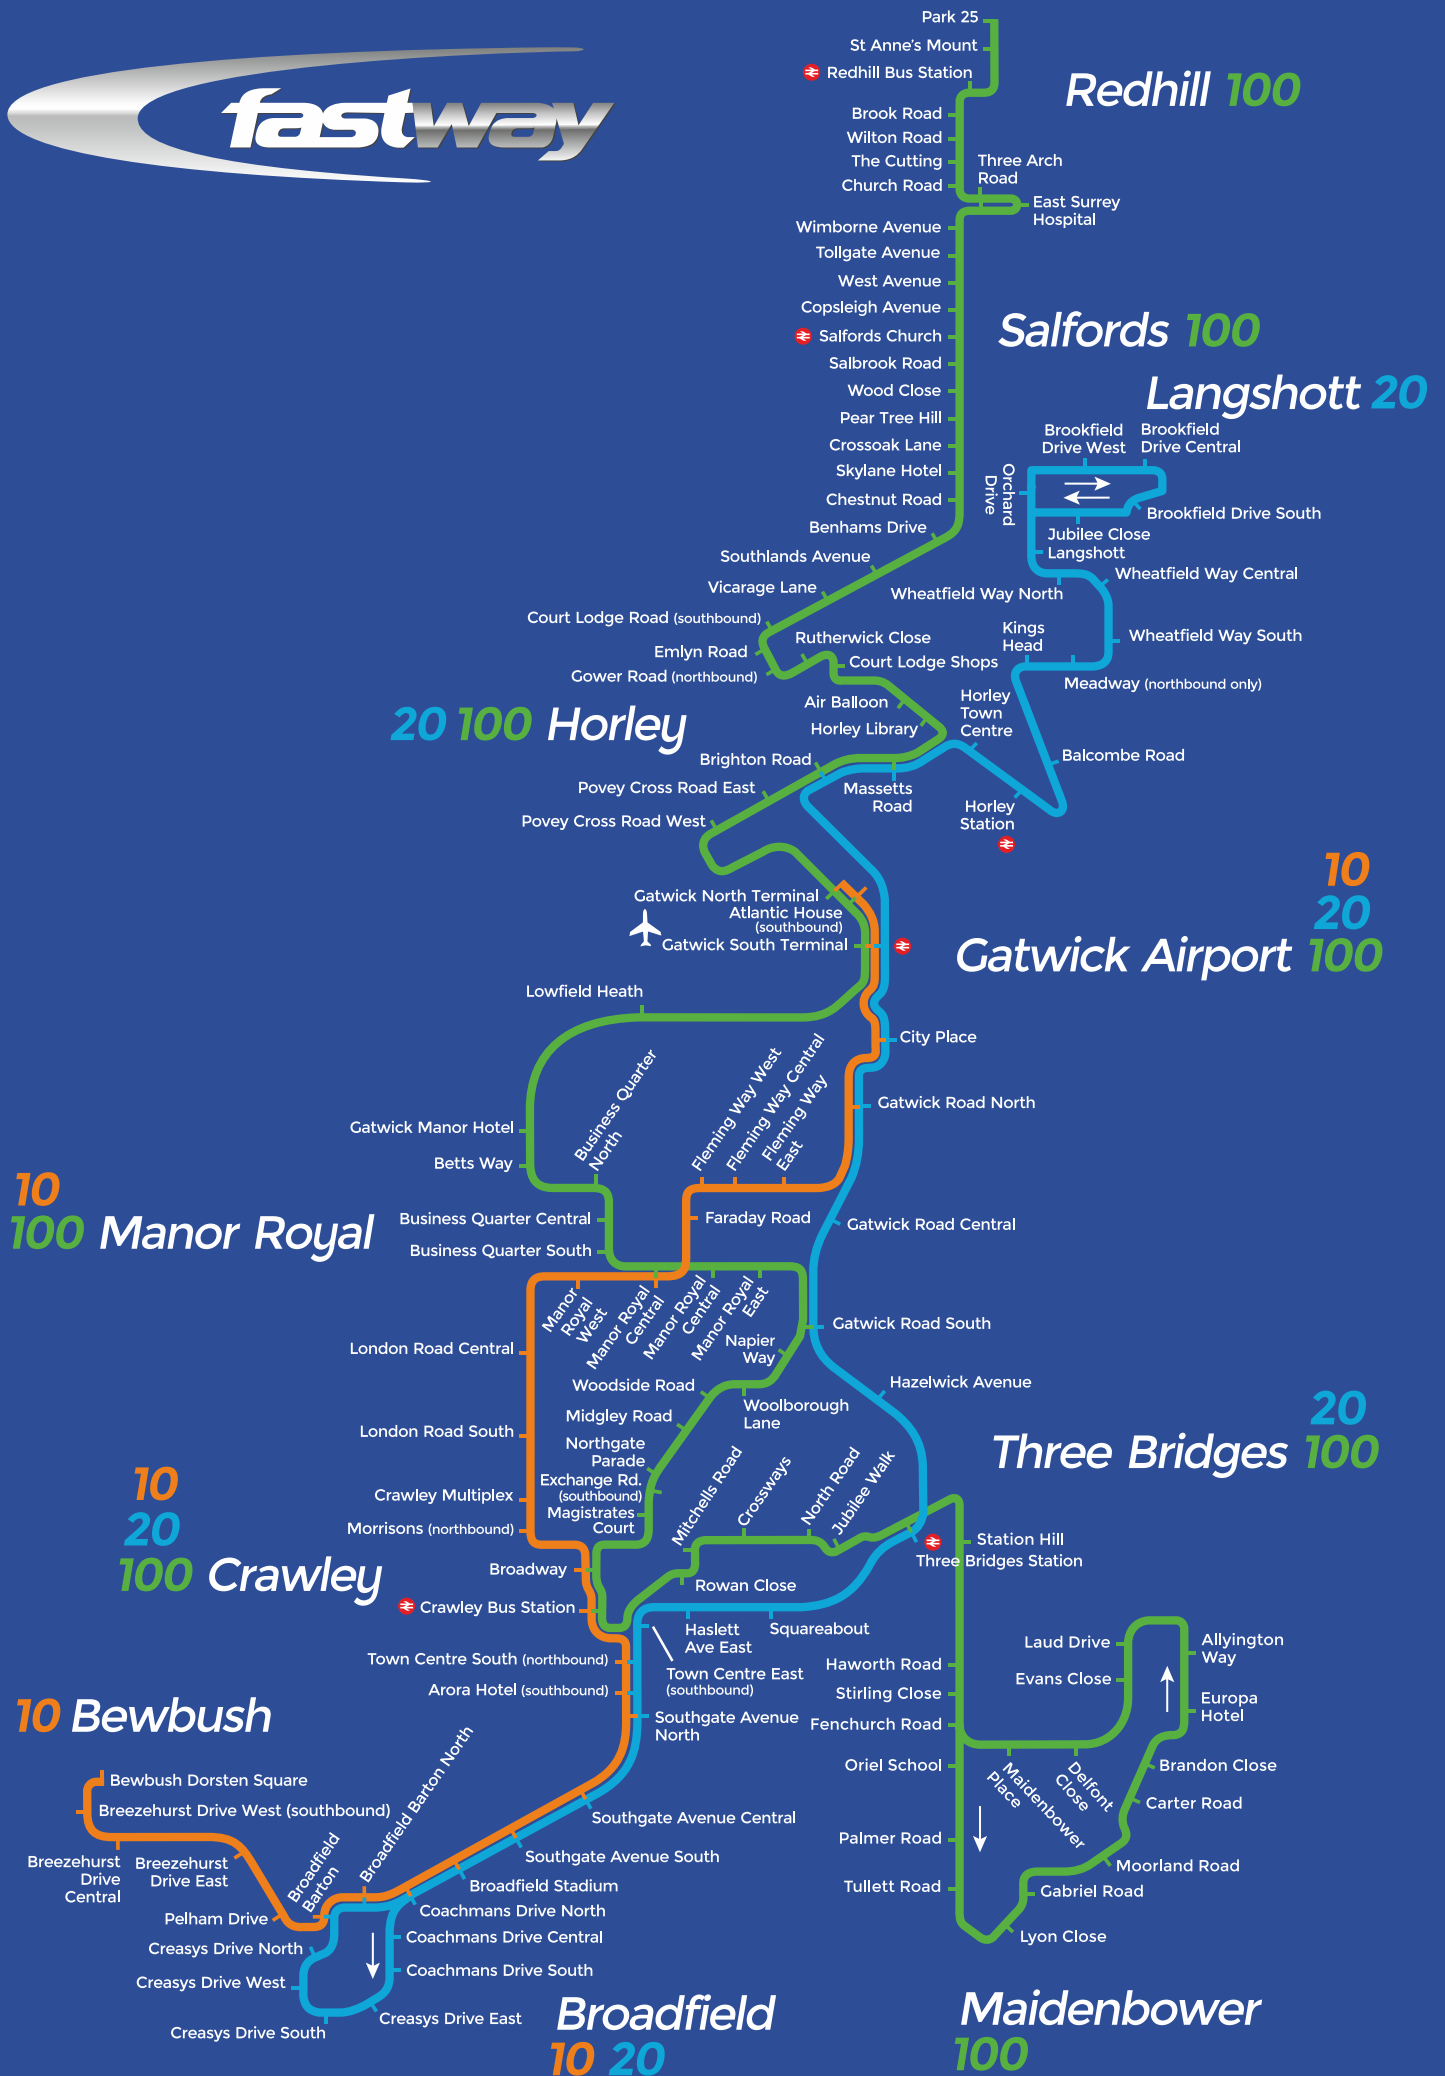 fastway
Park 25
St Anne's Mount
Redhill Bus Station
Redhill 100
Brook Road
Wilton Road
The Cutting
Church Road
Three Arch
Road
East Surrey
Hospital
Wimborne Avenue
Tollgate Avenue
West Avenue
Copsleigh Avenue
Salfords Church
Salfords 100
Salbrook Road
Wood Close
Pear Tree Hill
Crossoak Lane
Skylane Hotel
Chestnut Road
Benhams Drive
Langshott 20
Brookfield
Drive West
Brookfield
Drive Central
Orchard
Drive
Brookfield Drive South
Jubilee Close
Langshott
Wheatfield Way Central
Wheatfield Way North
Wheatfield Way South
Kings
Head
Meadway (northbound only)
Southlands Avenue
Vicarage Lane
Court Lodge Road (southbound)
Emlyn Road
Gower Road (northbound)
Rutherwick Close
Court Lodge Shops
Air Balloon
Horley Library
Horley
Town
Centre
20 100 Horley
Balcombe Road
Brighton Road
Povey Cross Road East
Povey Cross Road West
Massetts
Road
Horley
Station
Gatwick North Terminal
Atlantic House
(southbound)
Gatwick South Terminal
10
20
Gatwick Airport 100
Lowfield Heath
City Place
Gatwick Road North
Business Quarter
North
Fleming Way West
Fleming Way Central
Fleming Way
East
Gatwick Manor Hotel
Betts Way
10
100 Manor Royal
Business Quarter Central
Business Quarter South
Faraday Road
Gatwick Road Central
Manor
Royal
West
Manor Royal
Central
Manor Royal
Central
Manor Royal
East
Gatwick Road South
Napier
Way
London Road Central
Woodside Road
Hazelwick Avenue
Midgley Road
Woolborough
Lane
London Road South
Northgate
Parade
Exchange Rd.
(southbound)
Magistrates
Court
20
Three Bridges 100
Mitchells Road
Crossways
North Road
Jubilee Walk
10
20
100 Crawley
Crawley Multiplex
Morrisons (northbound)
Broadway
Crawley Bus Station
Station Hill
Three Bridges Station
Rowan Close
Haslett
Ave East
Squareabout
Town Centre South (northbound)
Arora Hotel (southbound)
Town Centre East
(southbound)
Southgate Avenue
North
Haworth Road
Stirling Close
Fenchurch Road
Oriel School
Palmer Road
Tullett Road
Laud Drive
Evans Close
Allyington
Way
Europa
Hotel
Maidenbower
Place
Delfont
Close
Brandon Close
Carter Road
Moorland Road
Gabriel Road
Lyon Close
10 Bewbush
Bewbush Dorsten Square
Breezehurst Drive West (southbound)
Breezehurst
Drive
Central
Breezehurst
Drive East
Broadfield
Barton
Broadfield Barton North
Southgate Avenue Central
Southgate Avenue South
Broadfield Stadium
Coachmans Drive North
Coachmans Drive Central
Coachmans Drive South
Pelham Drive
Creasys Drive North
Creasys Drive West
Creasys Drive South
Creasys Drive East
Broadfield
10 20
Maidenbower
100